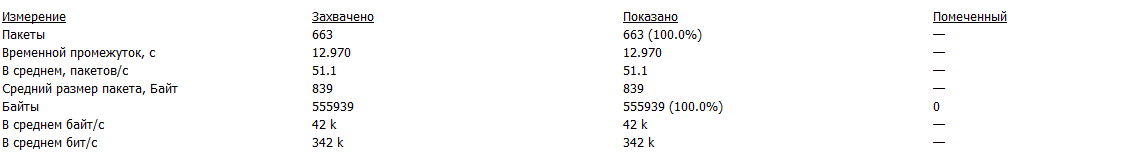 Измерение Захвачено Показано Помеченный
Пакеты 663 663 (100.0%) —
Временной промежуток, с 12.970 12.970 —
В среднем, пакетов/с 51.1 51.1 —
Средний размер пакета, Байт 839 839 —
Байты 555939 555939 (100.0%) 0
В среднем байт/с 42 k 42 k —
В среднем бит/с 342 k 342 k —